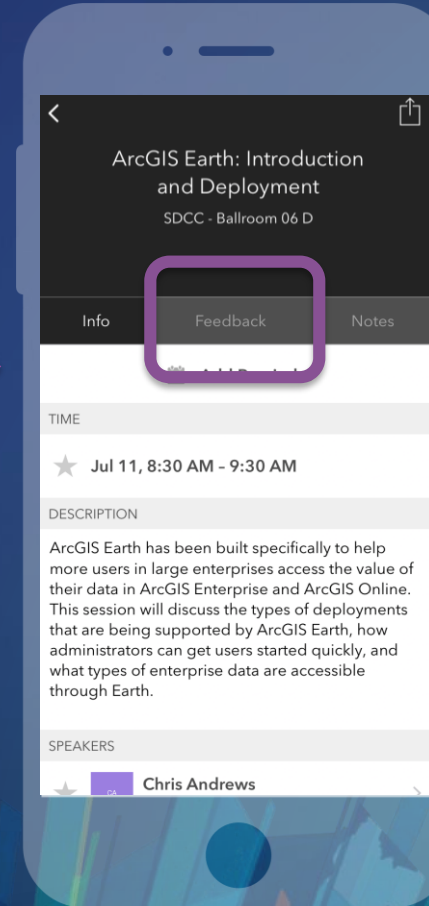 ArcGIS Earth: Introduction
and Deployment
SDCC - Ballroom 06 D
Info Feedback Notes
TIME
Jul 11, 8:30 AM – 9:30 AM
DESCRIPTION
ArcGIS Earth has been built specifically to help
more users in large enterprises access the value of
their data in ArcGIS Enterprise and ArcGIS Online.
This session will discuss the types of deployments
that are being supported by ArcGIS Earth, how
administrators can get users started quickly, and
what types of enterprise data are accessible
through Earth.
SPEAKERS
CA Chris Andrews